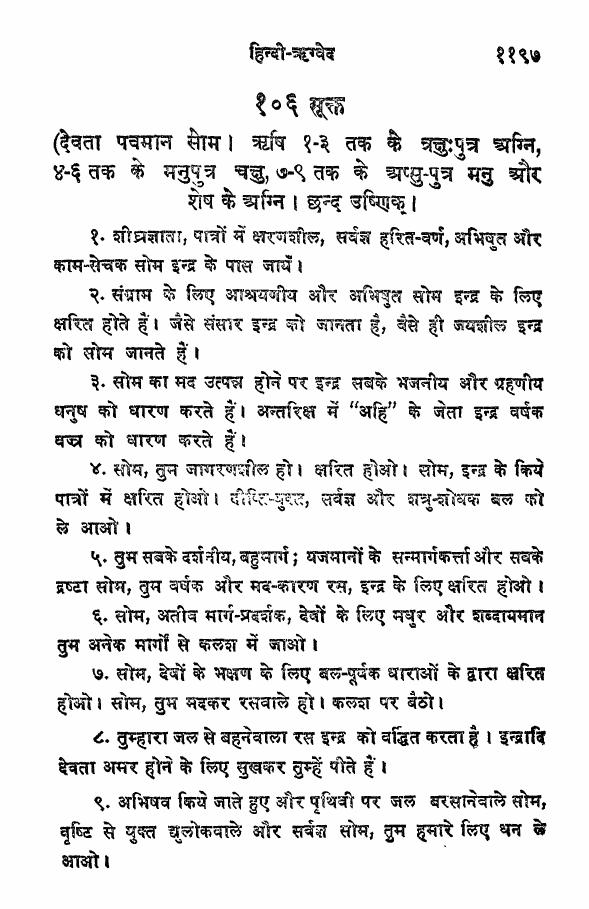 हिन्दी-ऋग्वेद ११९७
१०६ सूक्त
(देवता पवमान सोम। ऋषि १-३ तक के चक्षुःपुत्र अग्नि,
४-६ तक के मनुपुत्र चक्षु, ७-९ तक के अप्सु-पुत्र मनु और
शेष के अग्नि। छन्द उष्णिक्।
१. शीघ्रज्ञाता, पात्रों में क्षरणशील, सर्वज्ञ हरित-वर्ण, अभिषुत और
काम-सेचक सोम इन्द्र के पास जायँ।
२. संग्राम के लिए आश्रयणीय और अभिषुत सोम इन्द्र के लिए
क्षरित होते हैं। जैसे संसार इन्द्र को जानता है, वैसे ही जयशील इन्द्र
को सोम जानते हैं।
३. सोम का मद उत्पन्न होने पर इन्द्र सबके भजनीय और ग्रहणीय
धनुष को धारण करते हैं। अन्तरिक्ष में “अहि” के जेता इन्द्र वर्षक
वज्र को धारण करते हैं।
४. सोम, तुम जागरणशील हो। क्षरित होओ। सोम, इन्द्र के किये
पात्रों में क्षरित होओ। दीप्ति-युक्त, सर्वज्ञ और शत्रु-शोधक बल को
ले आओ।
५. तुम सबके दर्शनीय, बहुमार्ग; यजमानों के सन्मार्गकर्त्ता और सबके
द्रष्टा सोम, तुम वर्षक और मद-कारण रस, इन्द्र के लिए क्षरित होओ।
६. सोम, अतीव मार्ग-प्रदर्शक, देवों के लिए मधुर और शब्दायमान
तुम अनेक मार्गों से कलश में जाओ।
७. सोम, देवों के भक्षण के लिए बल-पूर्वक धाराओं के द्वारा क्षरित
होओ। सोम, तुम मदकर रसवाले हो। कलश पर बैठो।
८. तुम्हारा जल से बहनेवाला रस इन्द्र को वर्द्धित करता है। इन्द्रादि
देवता अमर होने के लिए सुखकर तुम्हें पीते हैं।
९. अभिषव किये जाते हुए और पृथिवी पर जल बरसानेवाले सोम,
वृष्टि से युक्त द्युलोकवाले और सर्वज्ञ सोम, तुम हमारे लिए धन ले
आओ।